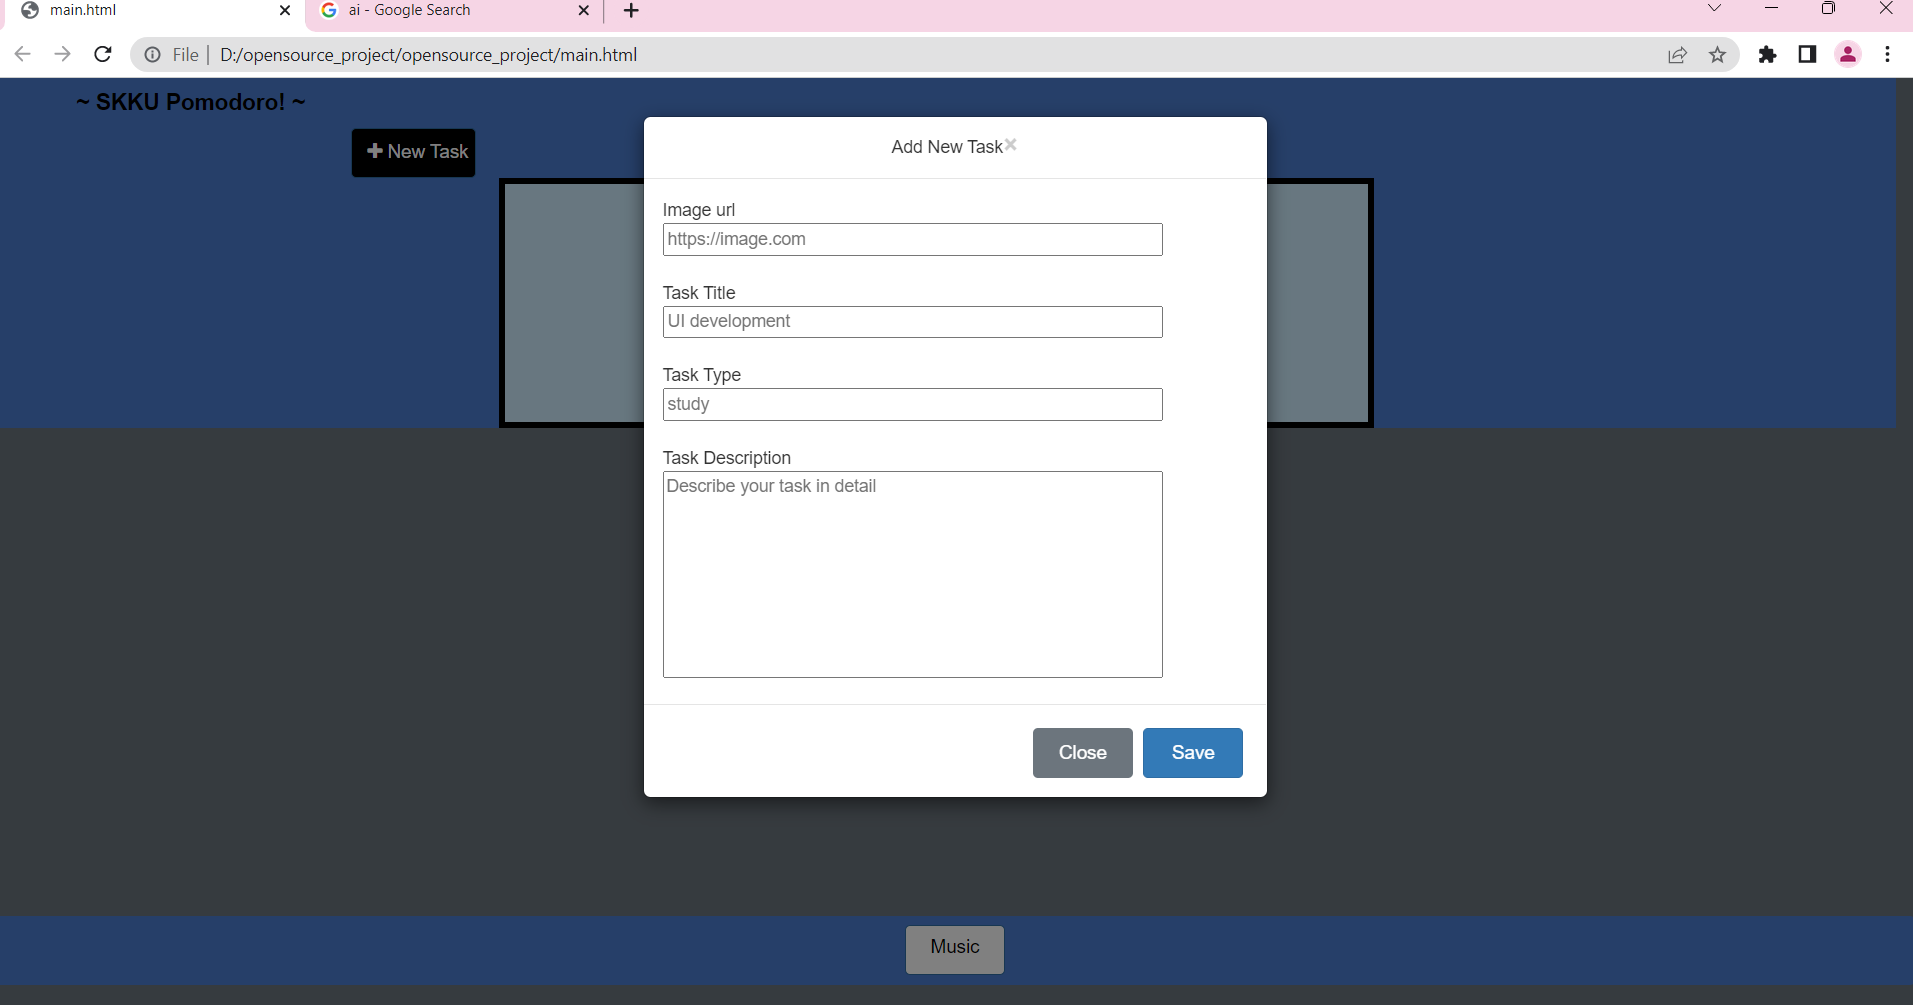 main.html
ai - Google Search
File
D:/opensource_project/opensource_project/main.html
~ SKKU Pomodoro! ~
New Task
Add New Task×
Image url
https://image.com
Task Title
UI development
Task Type
study
Task Description
Describe your task in detail
Close
Save
Music